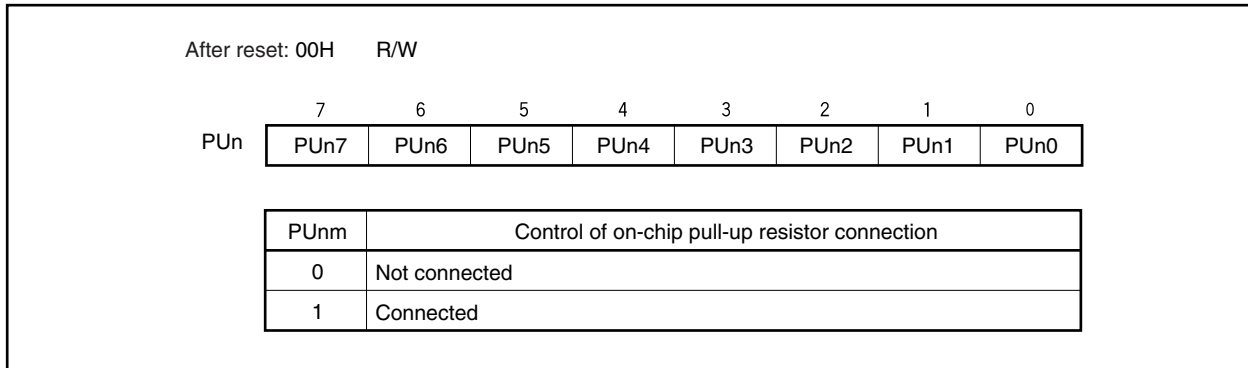 After reset: 00H R/W
7 6 5 4 3 2 1 0
PUn PUn7 PUn6 PUn5 PUn4 PUn3 PUn2 PUn1 PUn0
PUnm Control of on-chip pull-up resistor connection
0 Not connected
1 Connected